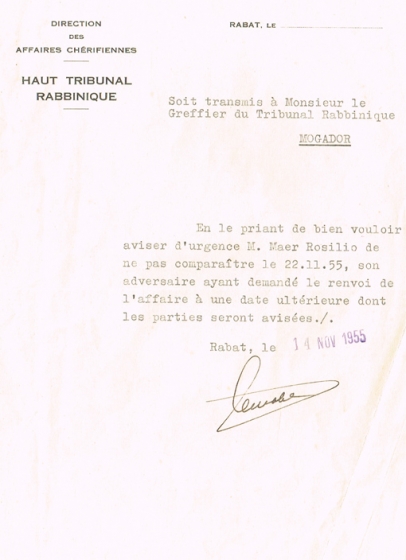 DIRECTION
DES
AFFAIRES CHÉRIFIENNES
HAUT TRIBUNAL
RABBINIQUE
RABAT, LE
Soit transmis à Monsieur le
Greffier du Tribunal Rabbinique
MOGADOR
En le priant de bien vouloir
aviser d'urgence M. Maer Rosilio de
ne pas comparaître le 22.11.55, son
adversaire ayant demandé le renvoi de
l'affaire à une date ultérieure dont
les parties seront avisées./.
Rabat, le 14 NOV 1955